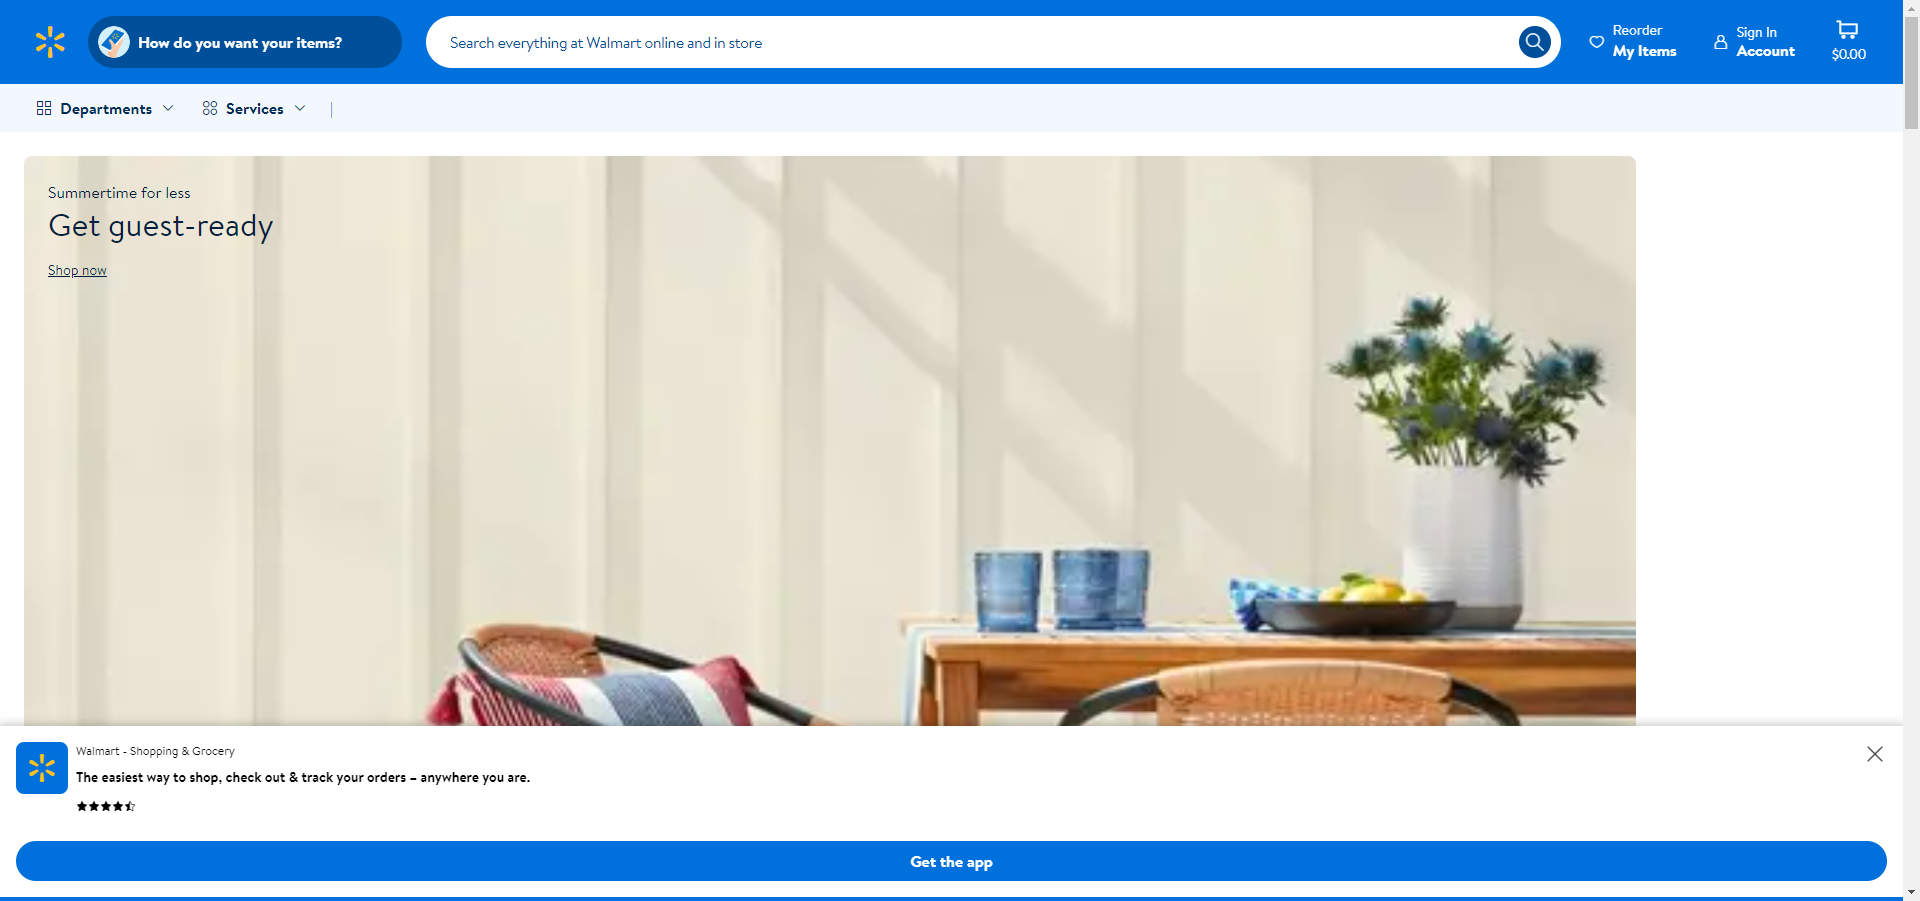 How do you want your items?
Search everything at Walmart online and in store
Reorder
My Items
Sign In
Account
$0.00
Departments
Services
Summertime for less
Get guest-ready
Shop now
Walmart - Shopping & Grocery
The easiest way to shop, check out & track your orders – anywhere you are.
Get the app